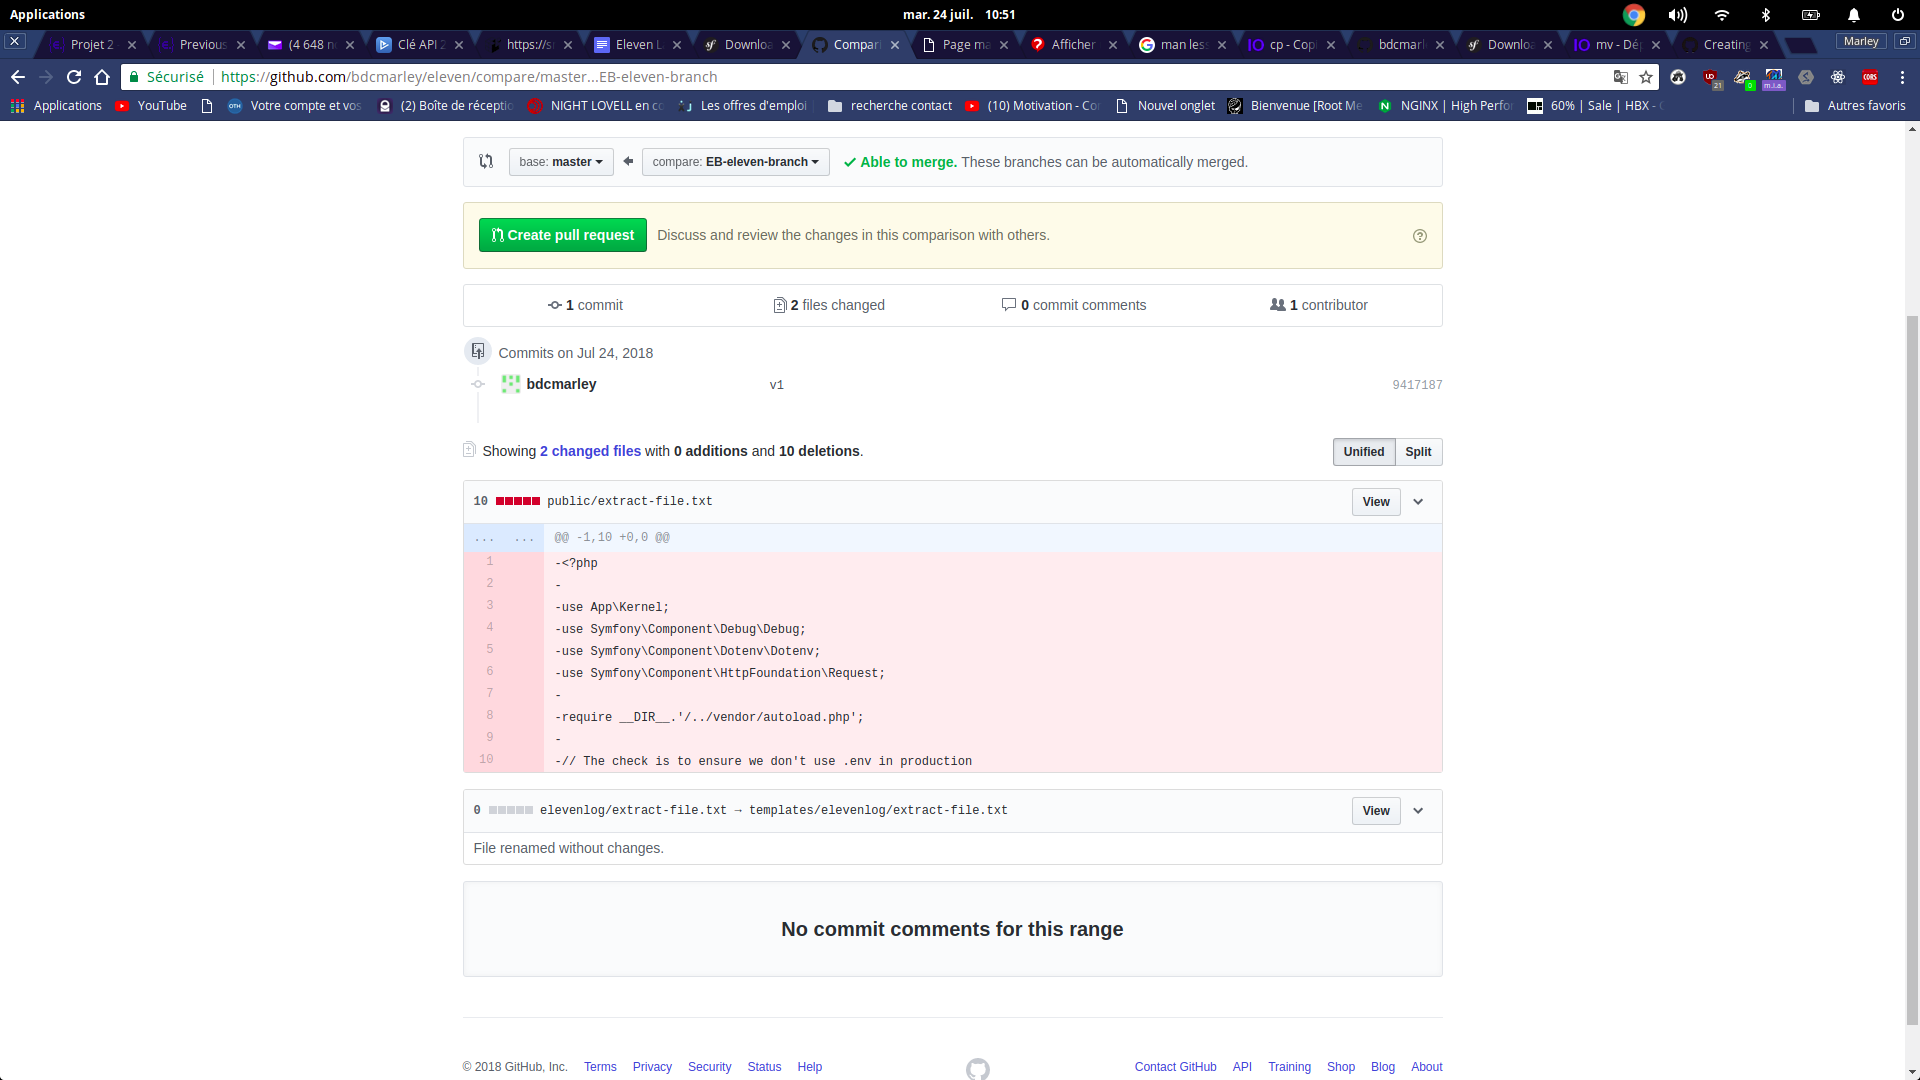 Applications
mar. 24 juil. 10:51
Projet 2
Previous
(4 648 n
Clé API 2
https://s
Eleven L
Downloa
Compari
Page ma
Afficher
man less
cp - Copi
bdcmarl
Downloa
mv - Dép
Creating
Marley
Sécurisé
https://github.com/bdcmarley/eleven/compare/master...EB-eleven-branch
21
0
m.i.a.
CORS
Applications
YouTube
Votre compte et vos
(2) Boîte de réceptio
NIGHT LOVELL en co
Les offres d'emploi
recherche contact
(10) Motivation - Co
Nouvel onglet
Bienvenue [Root Me
NGINX | High Perfo
60% | Sale | HBX -
Autres favoris
base: master
compare: EB-eleven-branch
Able to merge. These branches can be automatically merged.
Create pull request
Discuss and review the changes in this comparison with others.
1 commit
2 files changed
0 commit comments
1 contributor
Commits on Jul 24, 2018
bdcmarley
v1
9417187
Showing 2 changed files with 0 additions and 10 deletions.
Unified
Split
10 public/extract-file.txt
View
... ... @@ -1,10 +0,0 @@
1 -<?php
2 -
3 -use App\Kernel;
4 -use Symfony\Component\Debug\Debug;
5 -use Symfony\Component\Dotenv\Dotenv;
6 -use Symfony\Component\HttpFoundation\Request;
7 -
8 -require __DIR__.'/../vendor/autoload.php';
9 -
10 -// The check is to ensure we don't use .env in production
0 elevenlog/extract-file.txt → templates/elevenlog/extract-file.txt
View
File renamed without changes.
No commit comments for this range
© 2018 GitHub, Inc.
Terms
Privacy
Security
Status
Help
Contact GitHub
API
Training
Shop
Blog
About